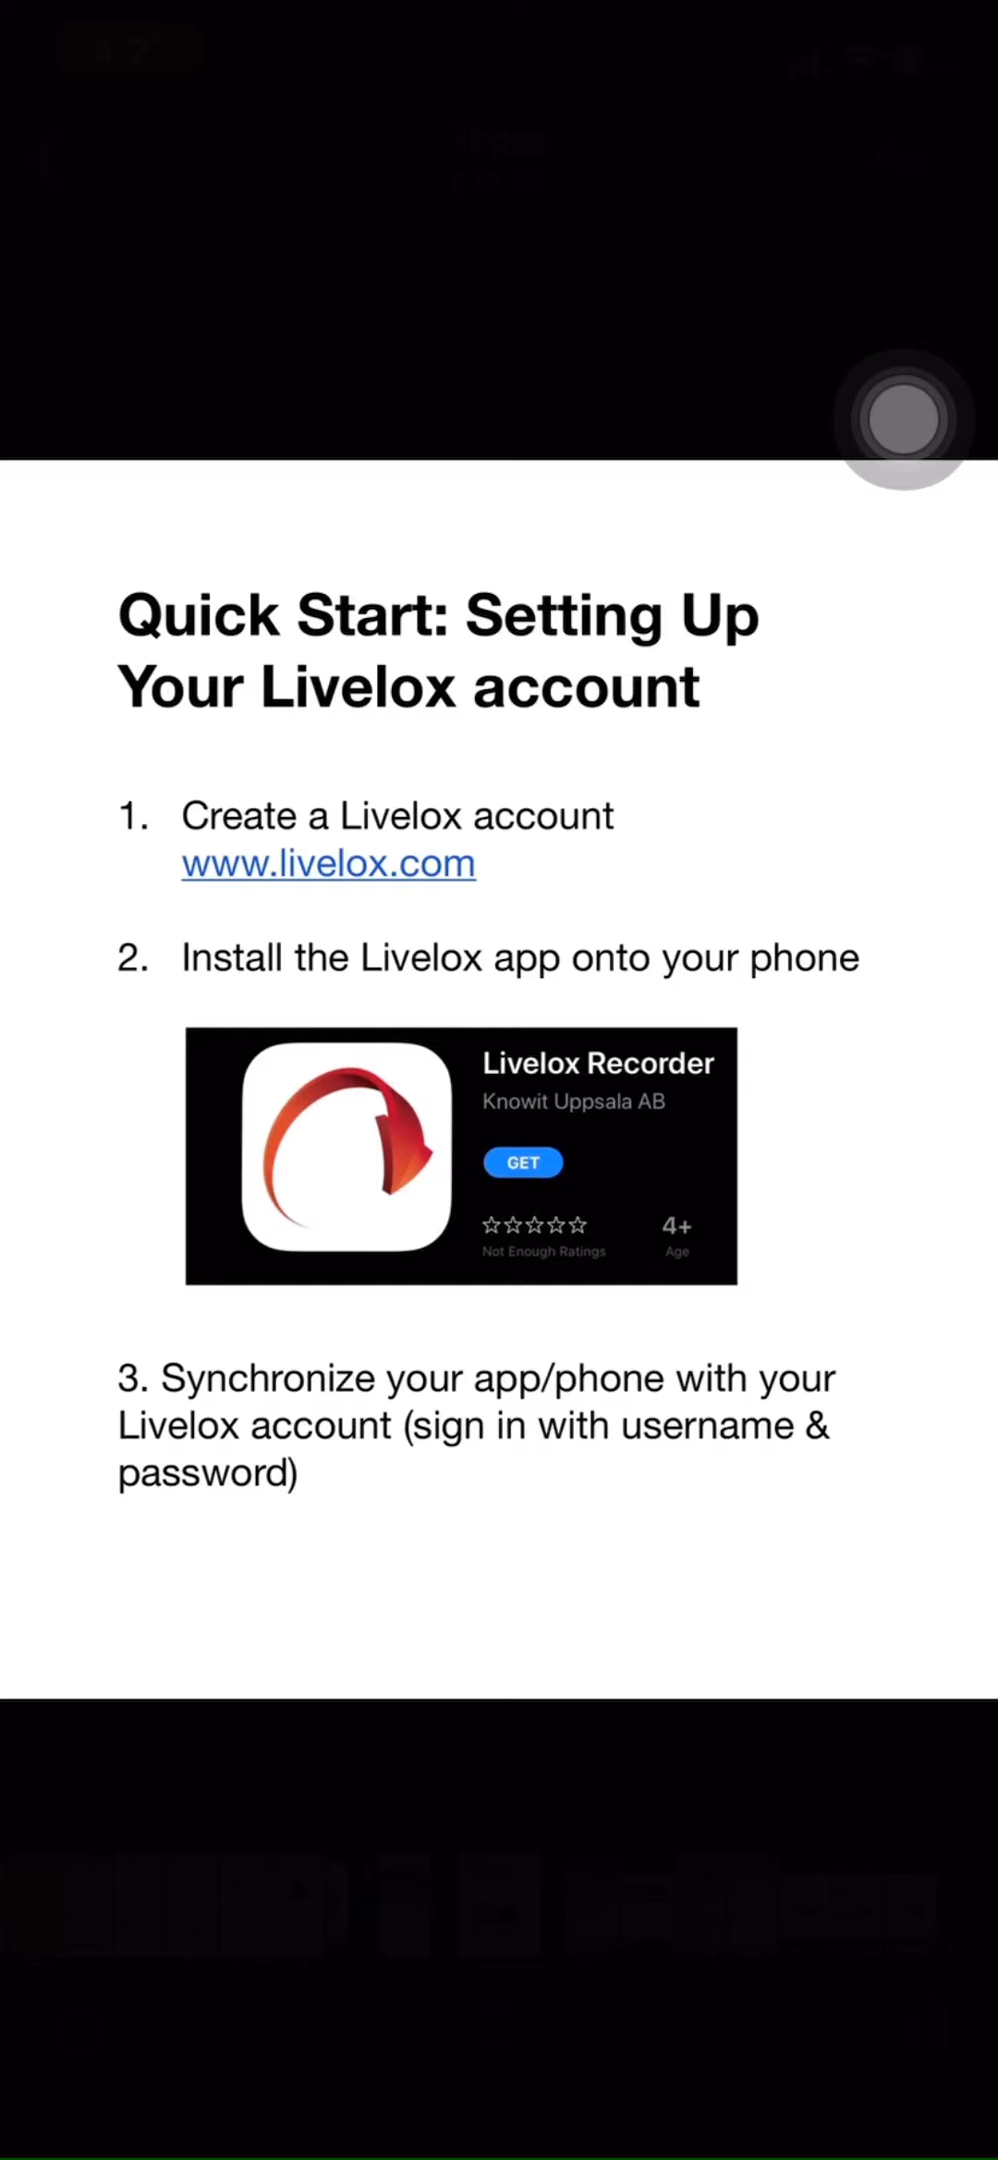 Quick Start: Setting Up
Your Livelox account
1. Create a Livelox account
www.livelox.com
2. Install the Livelox app onto your phone
Livelox Recorder
Knowit Uppsala AB
GET
4+
Not Enough Ratings
Age
3. Synchronize your app/phone with your
Livelox account (sign in with username &
password)